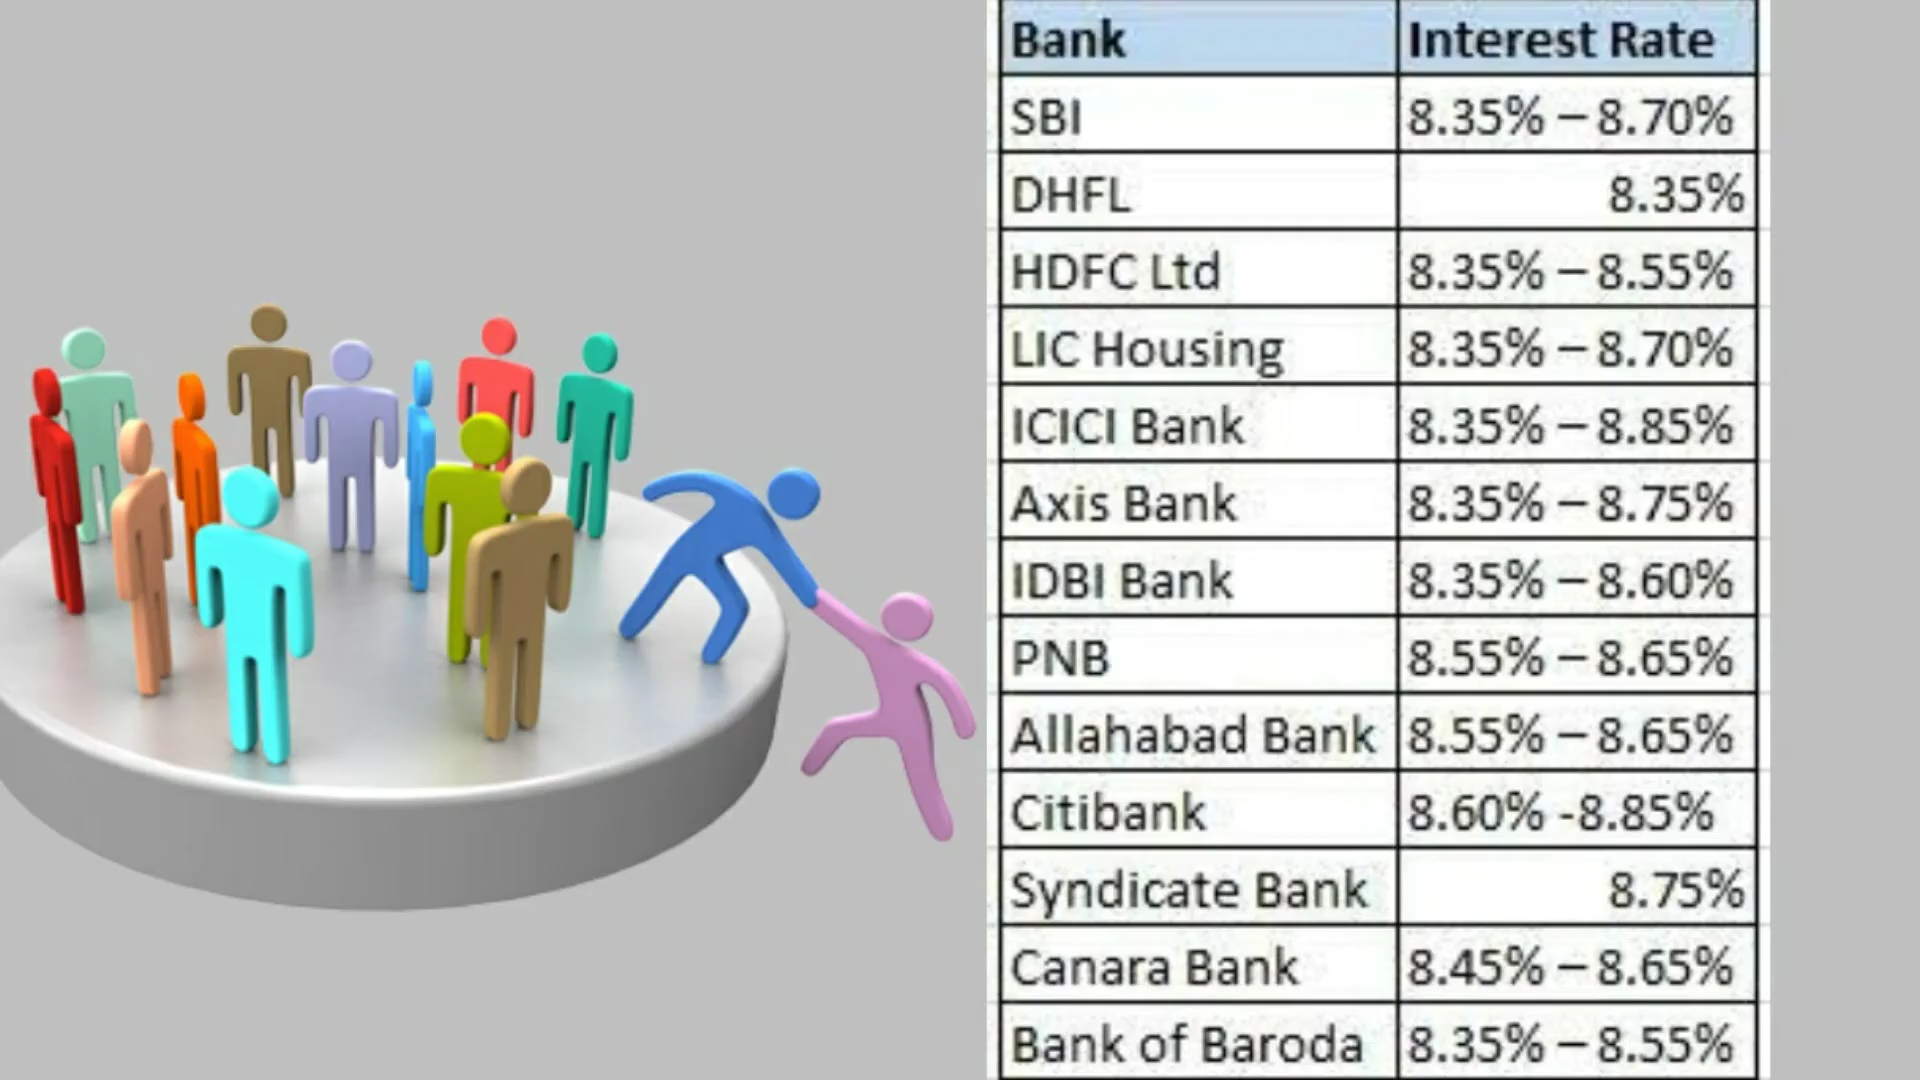 Bank Interest Rate
SBI 8.35% – 8.70%
DHFL 8.35%
HDFC Ltd 8.35% – 8.55%
LIC Housing 8.35% – 8.70%
ICICI Bank 8.35% – 8.85%
Axis Bank 8.35% – 8.75%
IDBI Bank 8.35% – 8.60%
PNB 8.55% – 8.65%
Allahabad Bank 8.55% – 8.65%
Citibank 8.60% -8.85%
Syndicate Bank 8.75%
Canara Bank 8.45% – 8.65%
Bank of Baroda 8.35% – 8.55%